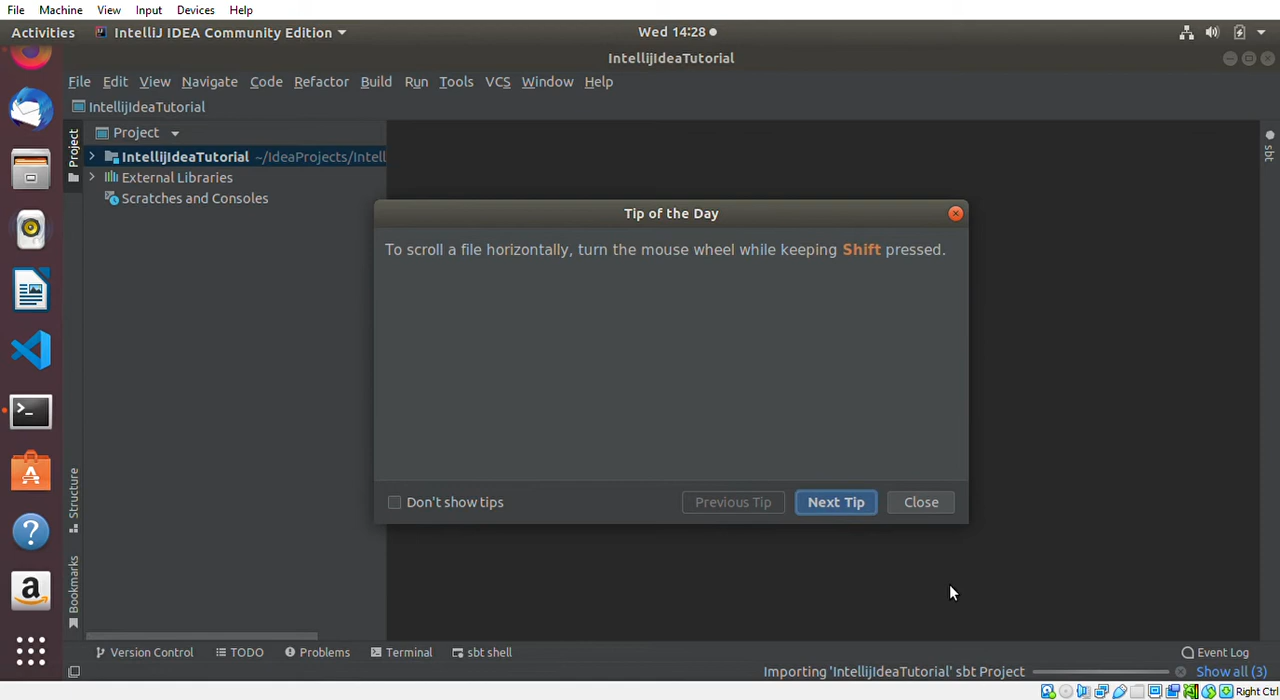 File Machine View Input Devices Help
Activities IntelliJ IDEA Community Edition Wed 14:28
IntellijIdeaTutorial
File Edit View Navigate Code Refactor Build Run Tools VCS Window Help
IntellijIdeaTutorial
Project
Project
IntellijIdeaTutorial ~/IdeaProjects/Intell
External Libraries
Scratches and Consoles
sbt
Tip of the Day
To scroll a file horizontally, turn the mouse wheel while keeping Shift pressed.
Don't show tips Previous Tip Next Tip Close
Structure
Bookmarks
Version Control TODO Problems Terminal sbt shell Event Log
Importing 'IntellijIdeaTutorial' sbt Project Show all (3)
Right Ctrl